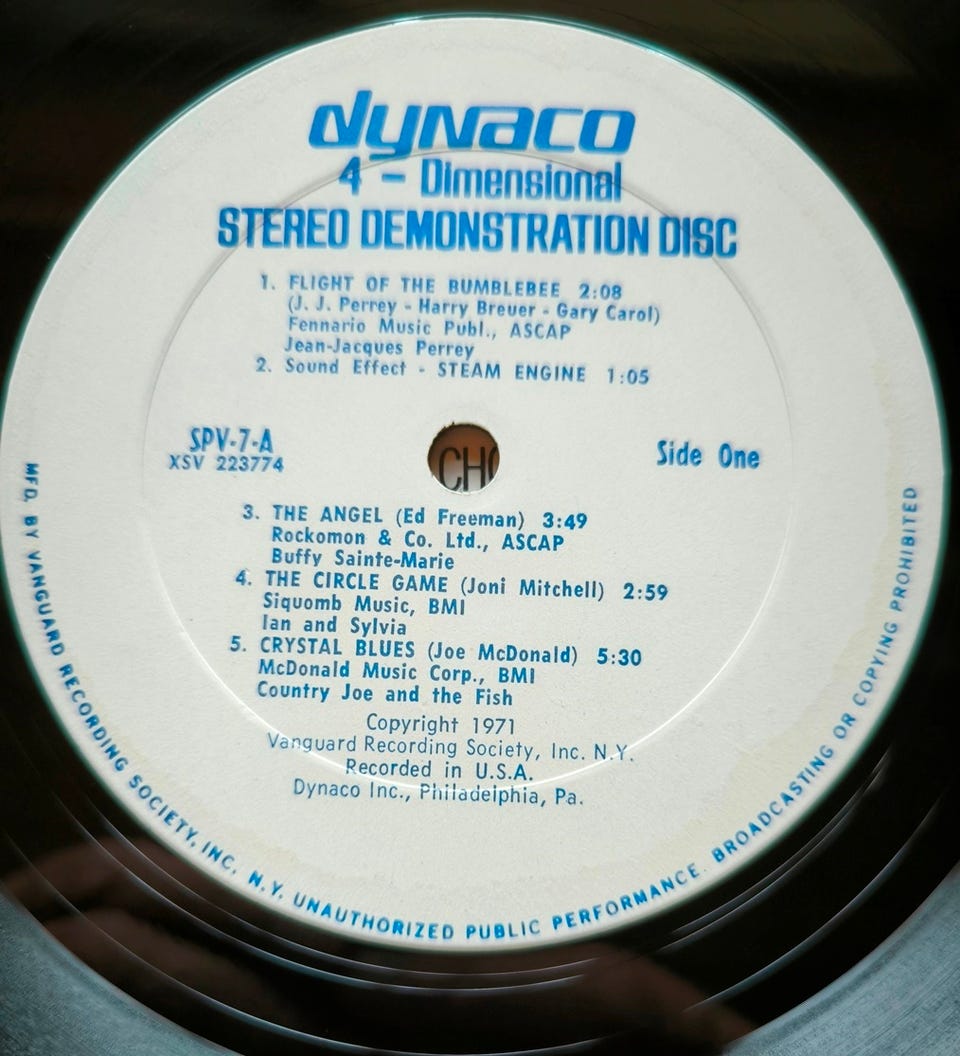 dynaco
4 - Dimensional
STEREO DEMONSTRATION DISC
1. FLIGHT OF THE BUMBLEBEE 2:08
(J. J. Perrey - Harry Breuer - Gary Carol)
Fennario Music Publ., ASCAP
Jean-Jacques Perrey
2. Sound Effect - STEAM ENGINE 1:05
SPV-7-A
XSV 223774
CHO
Side One
3. THE ANGEL (Ed Freeman) 3:49
Rockomon & Co. Ltd., ASCAP
Buffy Sainte-Marie
4. THE CIRCLE GAME (Joni Mitchell) 2:59
Siquomb Music, BMI
Ian and Sylvia
5. CRYSTAL BLUES (Joe McDonald) 5:30
McDonald Music Corp., BMI
Country Joe and the Fish
Copyright 1971
Vanguard Recording Society, Inc. N.Y.
Recorded in U.S.A.
Dynaco Inc., Philadelphia, Pa.
MFD. BY VANGUARD RECORDING SOCIETY, INC. N.Y. UNAUTHORIZED PUBLIC PERFORMANCE. BROADCASTING OR COPYING PROHIBITED